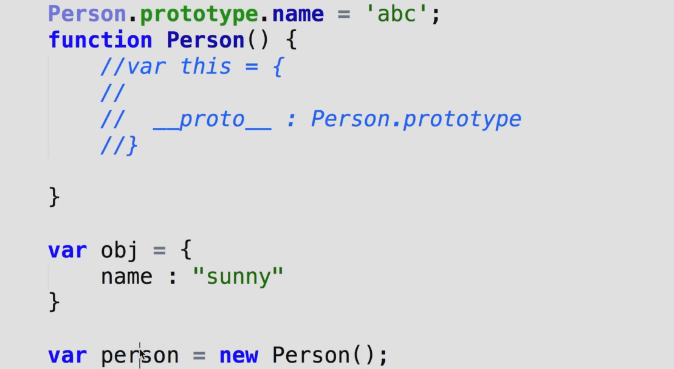 Person.prototype.name = 'abc';
function Person() {
//var this = {
//
// __proto__ : Person.prototype
//}
}
var obj = {
name : "sunny"
}
var person = new Person();